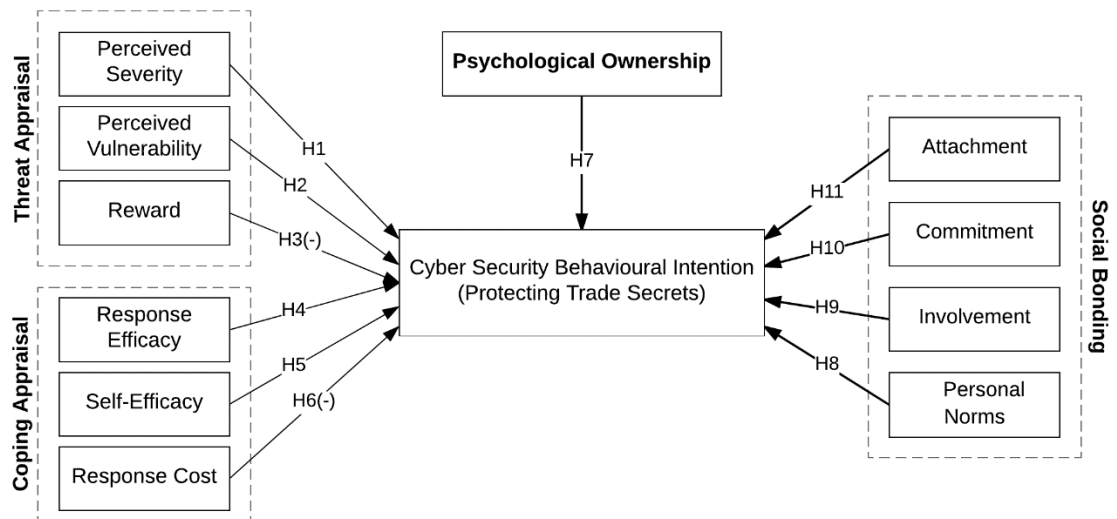 Threat Appraisal
Perceived
Severity
Perceived
Vulnerability
Reward
Coping Appraisal
Response
Efficacy
Self-Efficacy
Response Cost
H1
H2
H3(-)
H4
H5
H6(-)
Psychological Ownership
H7
Cyber Security Behavioural Intention
(Protecting Trade Secrets)
H11
H10
H9
H8
Attachment
Commitment
Involvement
Personal
Norms
Social Bonding